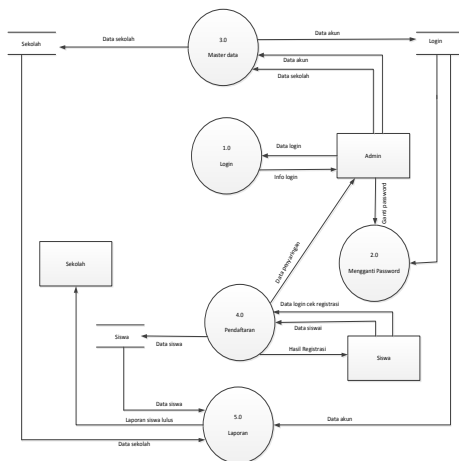 Sekolah
Data sekolah
3.0
Master data
Data akun
Login
Data akun
Data sekolah
1.0
Login
Data login
Info login
Admin
Ganti password
2.0
Mengganti Password
Data penyaringan
Sekolah
4.0
Pendaftaran
Data login cek registrasi
Data siswai
Hasil Registrasi
Siswa
Siswa
Data siswa
Data siswa
5.0
Laporan
Laporan siswa lulus
Data akun
Data sekolah